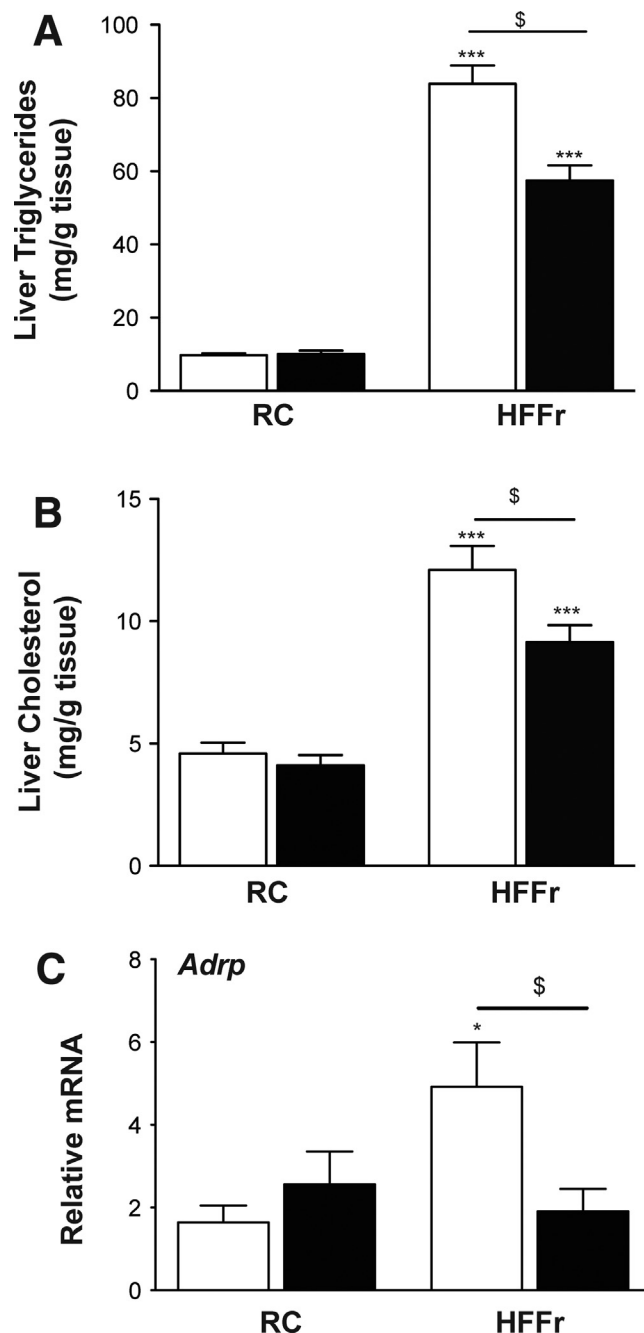 A
Liver Triglycerides
(mg/g tissue)
100
80
60
40
20
0
***
$
***
RC
HFFr
B
Liver Cholesterol
(mg/g tissue)
15
10
5
0
***
$
***
RC
HFFr
C
Adrp
Relative mRNA
8
6
4
2
0
*
$
RC
HFFr